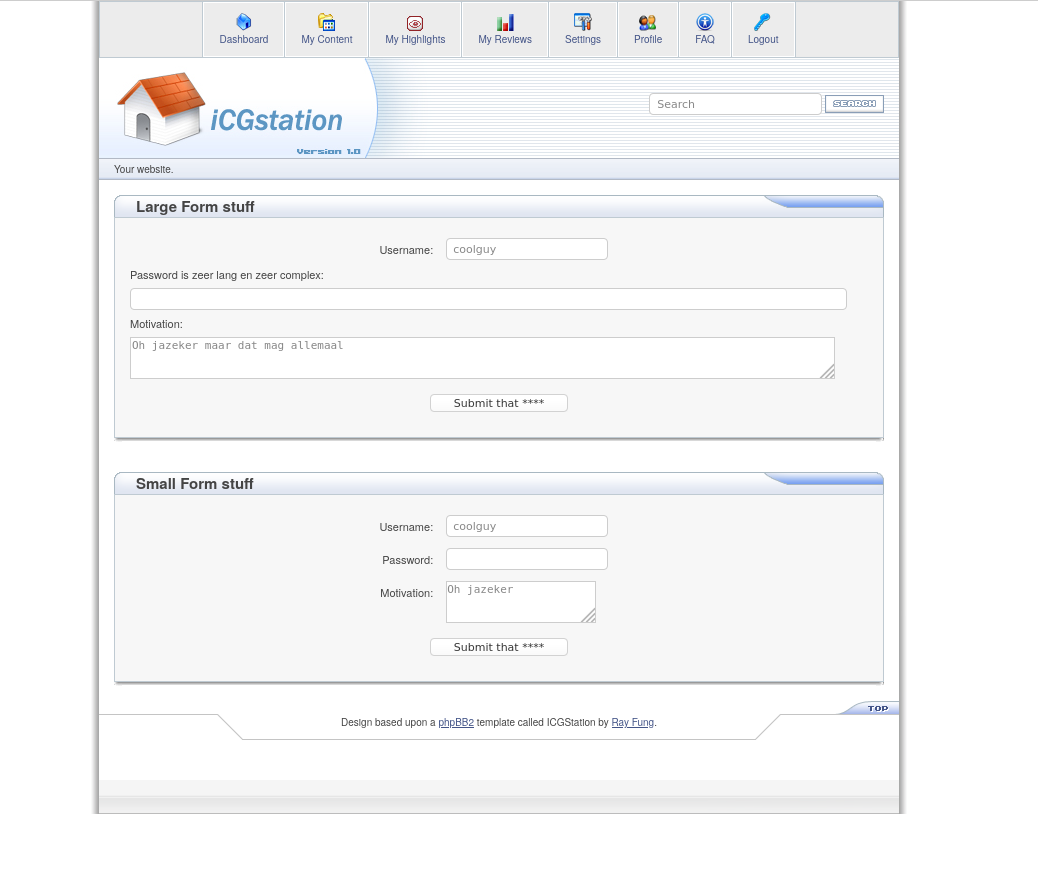 Dashboard My Content My Highlights My Reviews Settings Profile FAQ Logout
iCGstation
Version 1.0
Search SEARCH
Your website.
Large Form stuff
Username: coolguy
Password is zeer lang en zeer complex:
Motivation:
Oh jazeker maar dat mag allemaal
Submit that ****
Small Form stuff
Username: coolguy
Password:
Motivation: Oh jazeker
Submit that ****
TOP
Design based upon a phpBB2 template called ICGStation by Ray Fung.